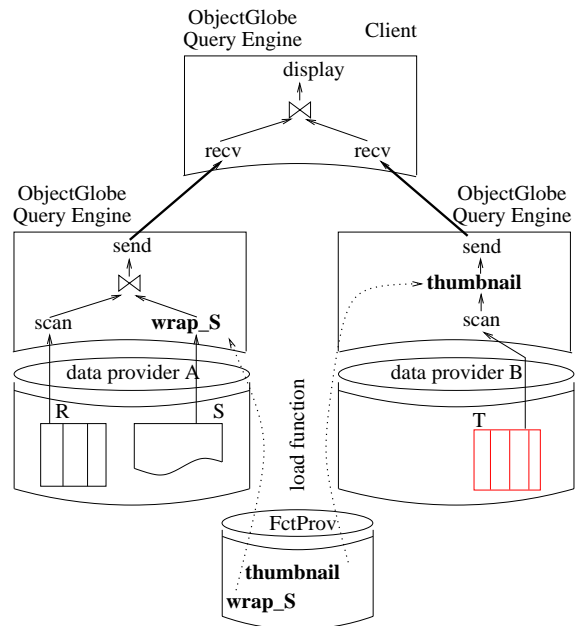 ObjectGlobe
Query Engine
Client
display
recv
recv
ObjectGlobe
Query Engine
ObjectGlobe
Query Engine
send
send
thumbnail
scan
wrap_S
scan
data provider A
data provider B
R
S
T
load function
FctProv
thumbnail
wrap_S